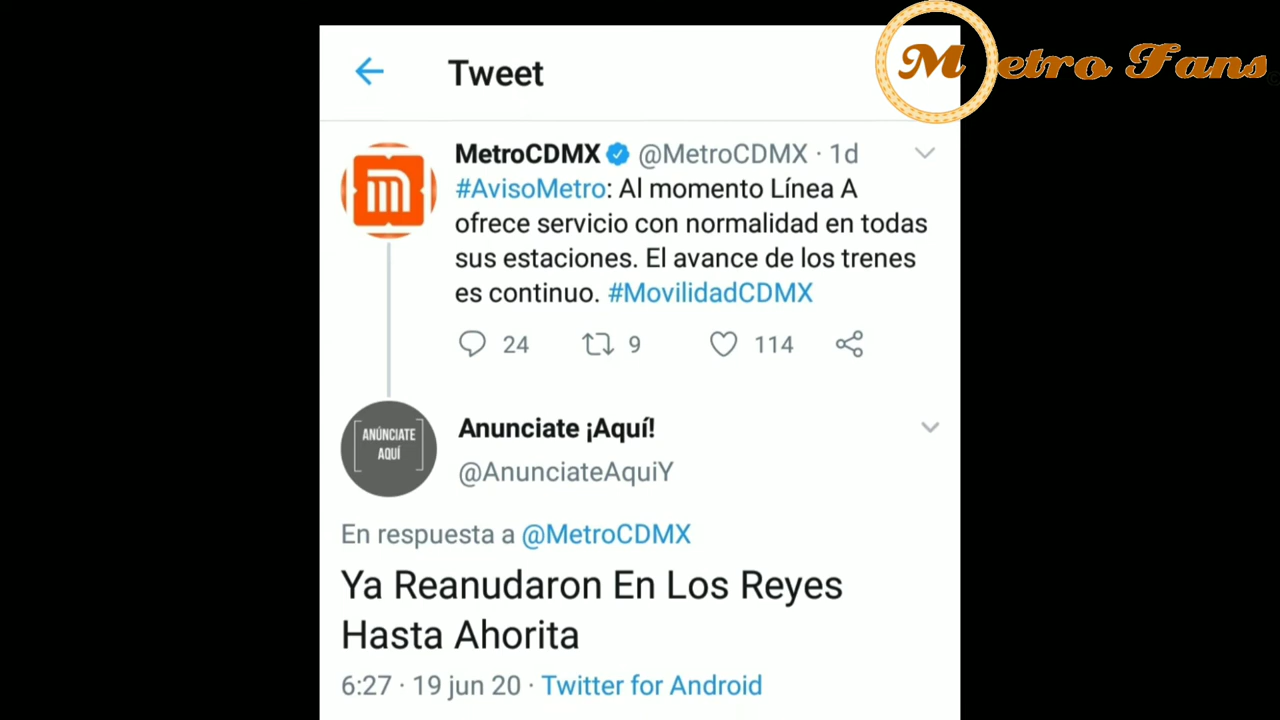 Metro Fans
Tweet
MetroCDMX @MetroCDMX · 1d
#AvisoMetro: Al momento Línea A
ofrece servicio con normalidad en todas
sus estaciones. El avance de los trenes
es continuo. #MovilidadCDMX
24 9 114
ANÚNCIATE
AQUÍ
Anunciate ¡Aquí!
@AnunciateAquiY
En respuesta a @MetroCDMX
Ya Reanudaron En Los Reyes
Hasta Ahorita
6:27 · 19 jun 20 · Twitter for Android